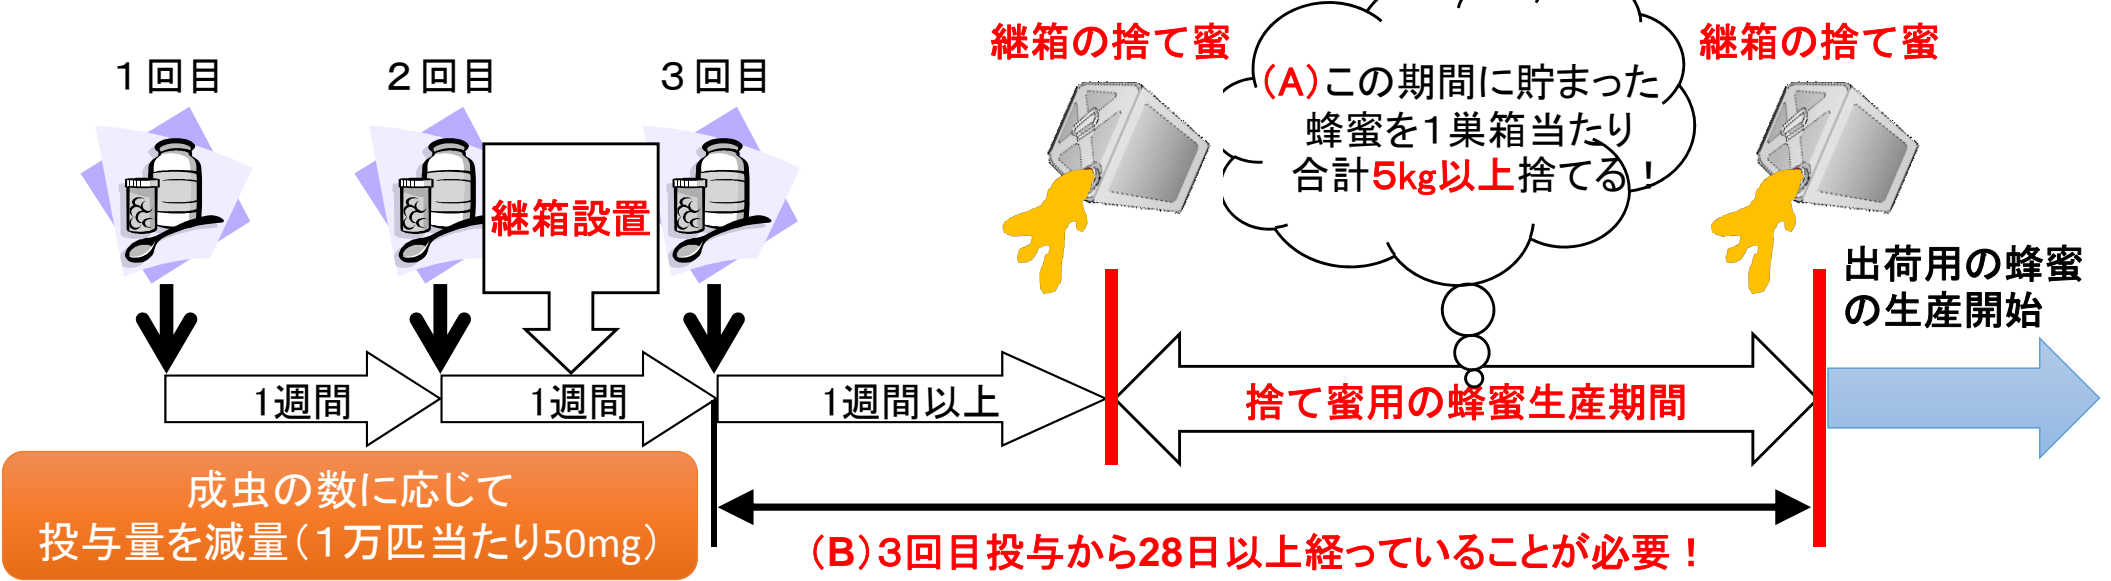 １回目
２回目
３回目
継箱の捨て蜜
継箱の捨て蜜
（A）この期間に貯まった
蜂蜜を１巣箱当たり
合計５kg以上捨てる！
継箱設置
出荷用の蜂蜜
の生産開始
1週間
1週間
1週間以上
捨て蜜用の蜂蜜生産期間
成虫の数に応じて
投与量を減量（１万匹当たり50mg）
（B）３回目投与から28日以上経っていることが必要！